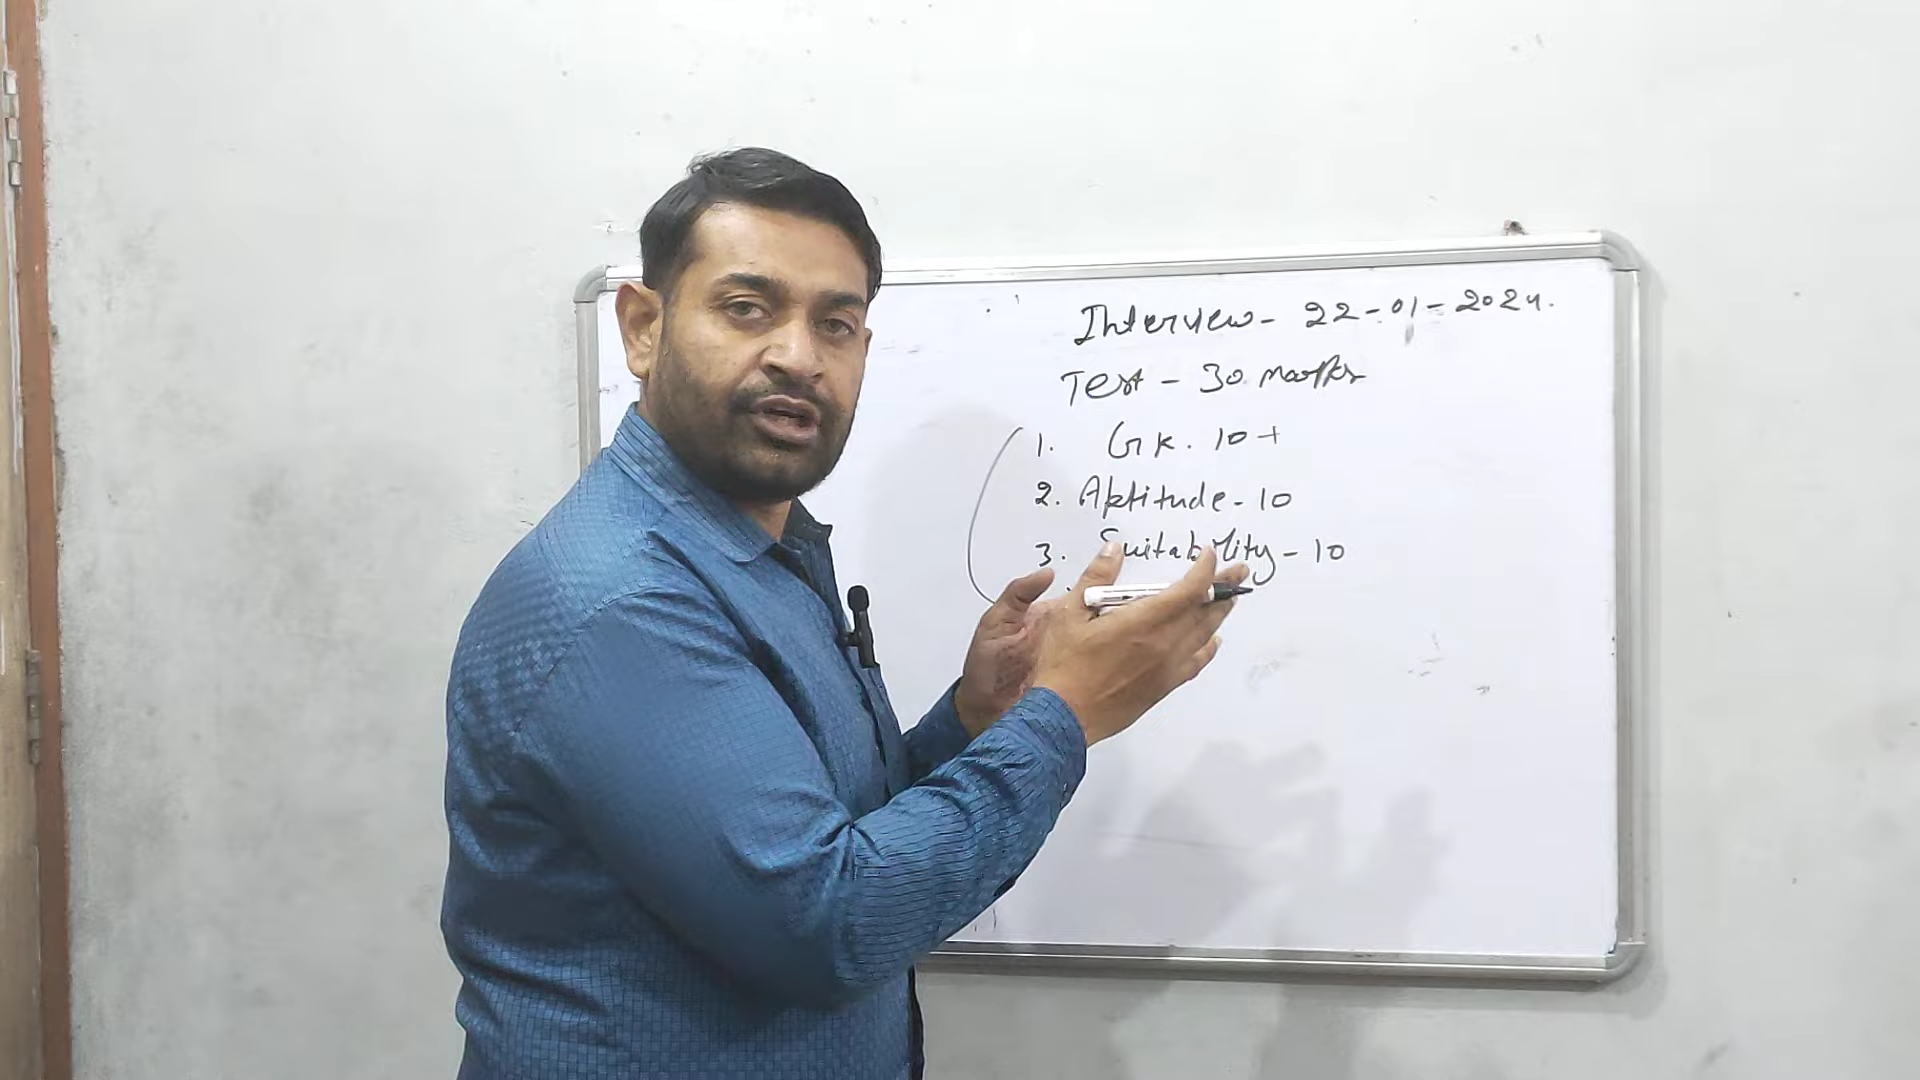 Interview - 22-01-2024.
Test - 30 marks
1. GK. 10+
2. Aptitude - 10
3. Suitability - 10